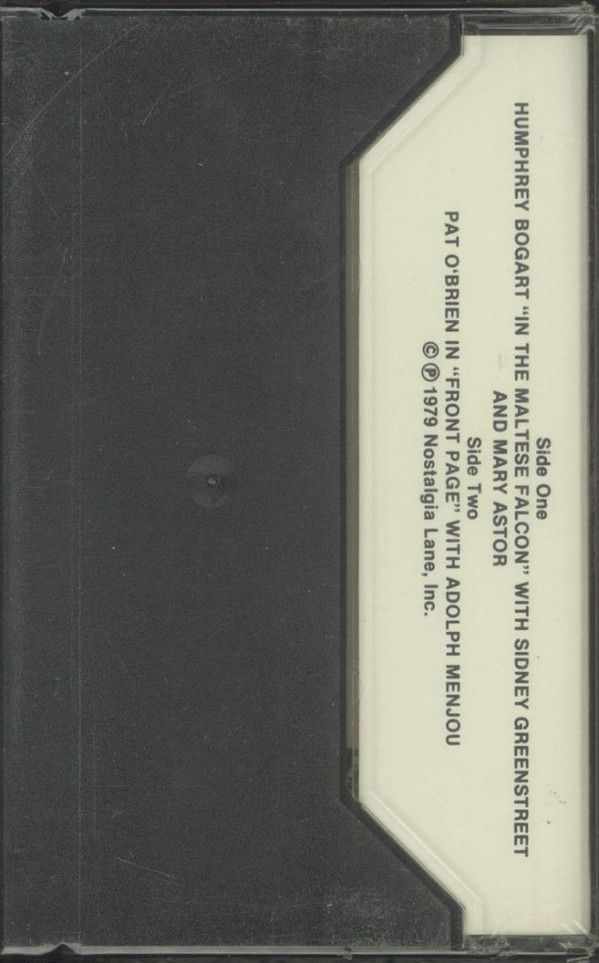 Side One
HUMPHREY BOGART “IN THE MALTESE FALCON” WITH SIDNEY GREENSTREET
AND MARY ASTOR
Side Two
PAT O'BRIEN IN “FRONT PAGE” WITH ADOLPH MENJOU
© ℗ 1979 Nostalgia Lane, Inc.